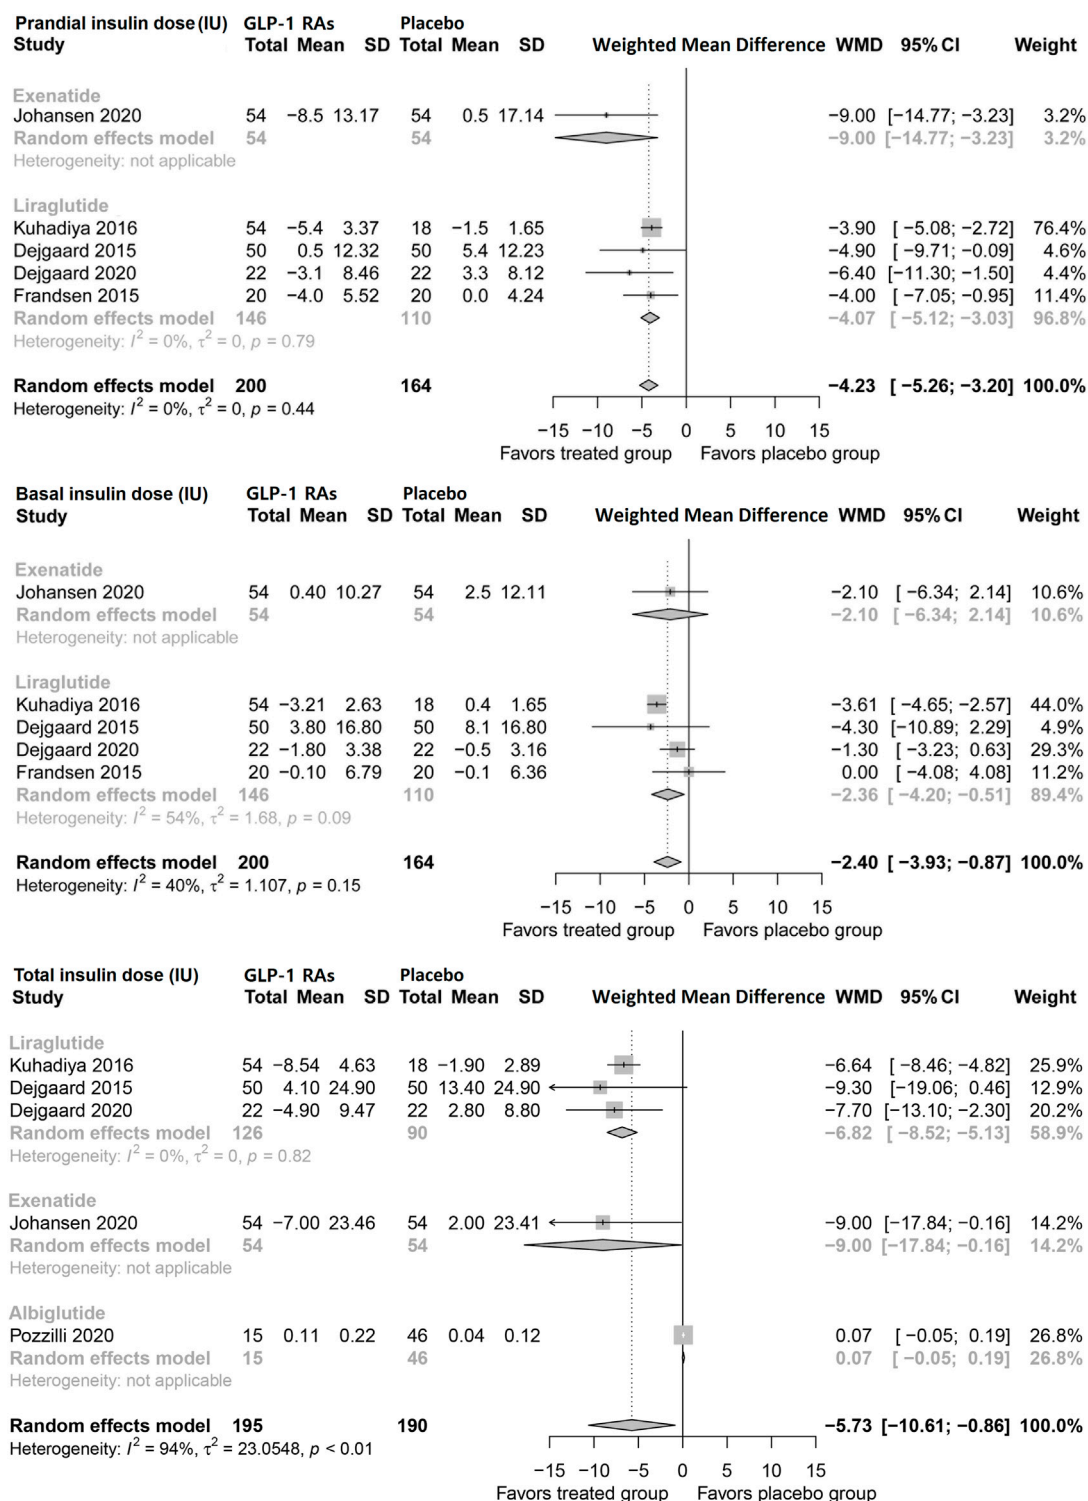 Prandial insulin dose (IU) GLP-1 RAs Placebo
Study Total Mean SD Total Mean SD Weighted Mean Difference WMD 95% CI Weight
Exenatide
Johansen 2020 54 −8.5 13.17 54 0.5 17.14 −9.00 [−14.77; −3.23] 3.2%
Random effects model 54 54 −9.00 [−14.77; −3.23] 3.2%
Heterogeneity: not applicable
Liraglutide
Kuhadiya 2016 54 −5.4 3.37 18 −1.5 1.65 −3.90 [ −5.08; −2.72] 76.4%
Dejgaard 2015 50 0.5 12.32 50 5.4 12.23 −4.90 [ −9.71; −0.09] 4.6%
Dejgaard 2020 22 −3.1 8.46 22 3.3 8.12 −6.40 [−11.30; −1.50] 4.4%
Frandsen 2015 20 −4.0 5.52 20 0.0 4.24 −4.00 [ −7.05; −0.95] 11.4%
Random effects model 146 110 −4.07 [ −5.12; −3.03] 96.8%
Heterogeneity: I² = 0%, τ² = 0, p = 0.79
Random effects model 200 164 −4.23 [ −5.26; −3.20] 100.0%
Heterogeneity: I² = 0%, τ² = 0, p = 0.44
−15 −10 −5 0 5 10 15
Favors treated group Favors placebo group
Basal insulin dose (IU) GLP-1 RAs Placebo
Study Total Mean SD Total Mean SD Weighted Mean Difference WMD 95% CI Weight
Exenatide
Johansen 2020 54 0.40 10.27 54 2.5 12.11 −2.10 [ −6.34; 2.14] 10.6%
Random effects model 54 54 −2.10 [ −6.34; 2.14] 10.6%
Heterogeneity: not applicable
Liraglutide
Kuhadiya 2016 54 −3.21 2.63 18 0.4 1.65 −3.61 [ −4.65; −2.57] 44.0%
Dejgaard 2015 50 3.80 16.80 50 8.1 16.80 −4.30 [−10.89; 2.29] 4.9%
Dejgaard 2020 22 −1.80 3.38 22 −0.5 3.16 −1.30 [ −3.23; 0.63] 29.3%
Frandsen 2015 20 −0.10 6.79 20 −0.1 6.36 0.00 [ −4.08; 4.08] 11.2%
Random effects model 146 110 −2.36 [ −4.20; −0.51] 89.4%
Heterogeneity: I² = 54%, τ² = 1.68, p = 0.09
Random effects model 200 164 −2.40 [ −3.93; −0.87] 100.0%
Heterogeneity: I² = 40%, τ² = 1.107, p = 0.15
−15 −10 −5 0 5 10 15
Favors treated group Favors placebo group
Total insulin dose (IU) GLP-1 RAs Placebo
Study Total Mean SD Total Mean SD Weighted Mean Difference WMD 95% CI Weight
Liraglutide
Kuhadiya 2016 54 −8.54 4.63 18 −1.90 2.89 −6.64 [ −8.46; −4.82] 25.9%
Dejgaard 2015 50 4.10 24.90 50 13.40 24.90 −9.30 [−19.06; 0.46] 12.9%
Dejgaard 2020 22 −4.90 9.47 22 2.80 8.80 −7.70 [−13.10; −2.30] 20.2%
Random effects model 126 90 −6.82 [ −8.52; −5.13] 58.9%
Heterogeneity: I² = 0%, τ² = 0, p = 0.82
Exenatide
Johansen 2020 54 −7.00 23.46 54 2.00 23.41 −9.00 [−17.84; −0.16] 14.2%
Random effects model 54 54 −9.00 [−17.84; −0.16] 14.2%
Heterogeneity: not applicable
Albiglutide
Pozzilli 2020 15 0.11 0.22 46 0.04 0.12 0.07 [ −0.05; 0.19] 26.8%
Random effects model 15 46 0.07 [ −0.05; 0.19] 26.8%
Heterogeneity: not applicable
Random effects model 195 190 −5.73 [−10.61; −0.86] 100.0%
Heterogeneity: I² = 94%, τ² = 23.0548, p < 0.01
−15 −10 −5 0 5 10 15
Favors treated group Favors placebo group